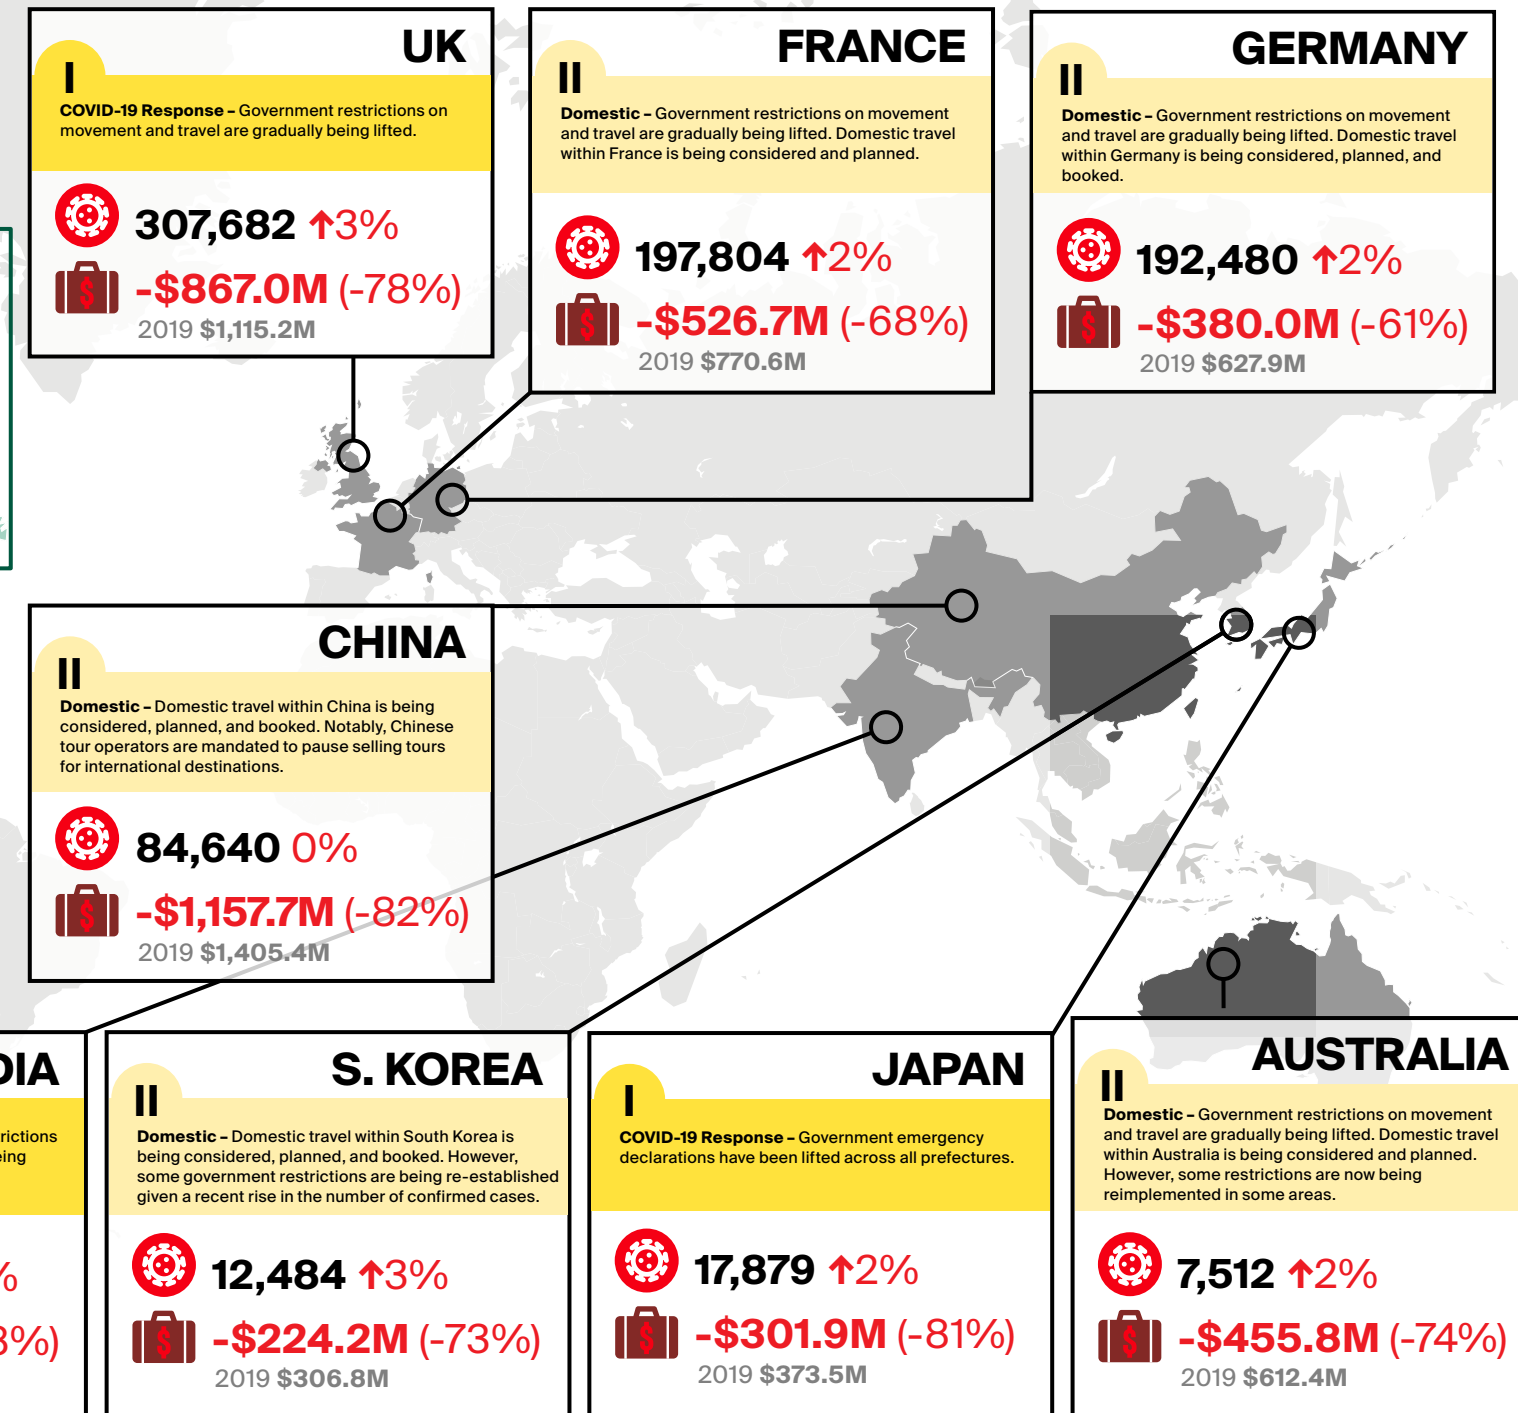 UK
I
COVID-19 Response – Government restrictions on
movement and travel are gradually being lifted.
307,682 ↑3%
-$867.0M (-78%)
2019 $1,115.2M
FRANCE
II
Domestic – Government restrictions on movement
and travel are gradually being lifted. Domestic travel
within France is being considered and planned.
197,804 ↑2%
-$526.7M (-68%)
2019 $770.6M
GERMANY
II
Domestic – Government restrictions on movement
and travel are gradually being lifted. Domestic travel
within Germany is being considered, planned, and
booked.
192,480 ↑2%
-$380.0M (-61%)
2019 $627.9M
CHINA
II
Domestic – Domestic travel within China is being
considered, planned, and booked. Notably, Chinese
tour operators are mandated to pause selling tours
for international destinations.
84,640 0%
-$1,157.7M (-82%)
2019 $1,405.4M
DIA
rictions
eing
%
3%)
S. KOREA
II
Domestic – Domestic travel within South Korea is
being considered, planned, and booked. However,
some government restrictions are being re-established
given a recent rise in the number of confirmed cases.
12,484 ↑3%
-$224.2M (-73%)
2019 $306.8M
JAPAN
I
COVID-19 Response – Government emergency
declarations have been lifted across all prefectures.
17,879 ↑2%
-$301.9M (-81%)
2019 $373.5M
AUSTRALIA
II
Domestic – Government restrictions on movement
and travel are gradually being lifted. Domestic travel
within Australia is being considered and planned.
However, some restrictions are now being
reimplemented in some areas.
7,512 ↑2%
-$455.8M (-74%)
2019 $612.4M